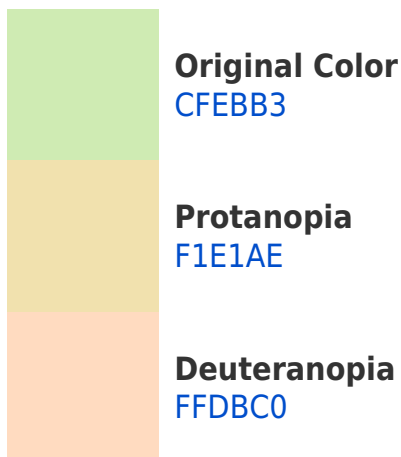 Original Color
CFEBB3
Protanopia
F1E1AE
Deuteranopia
FFDBC0